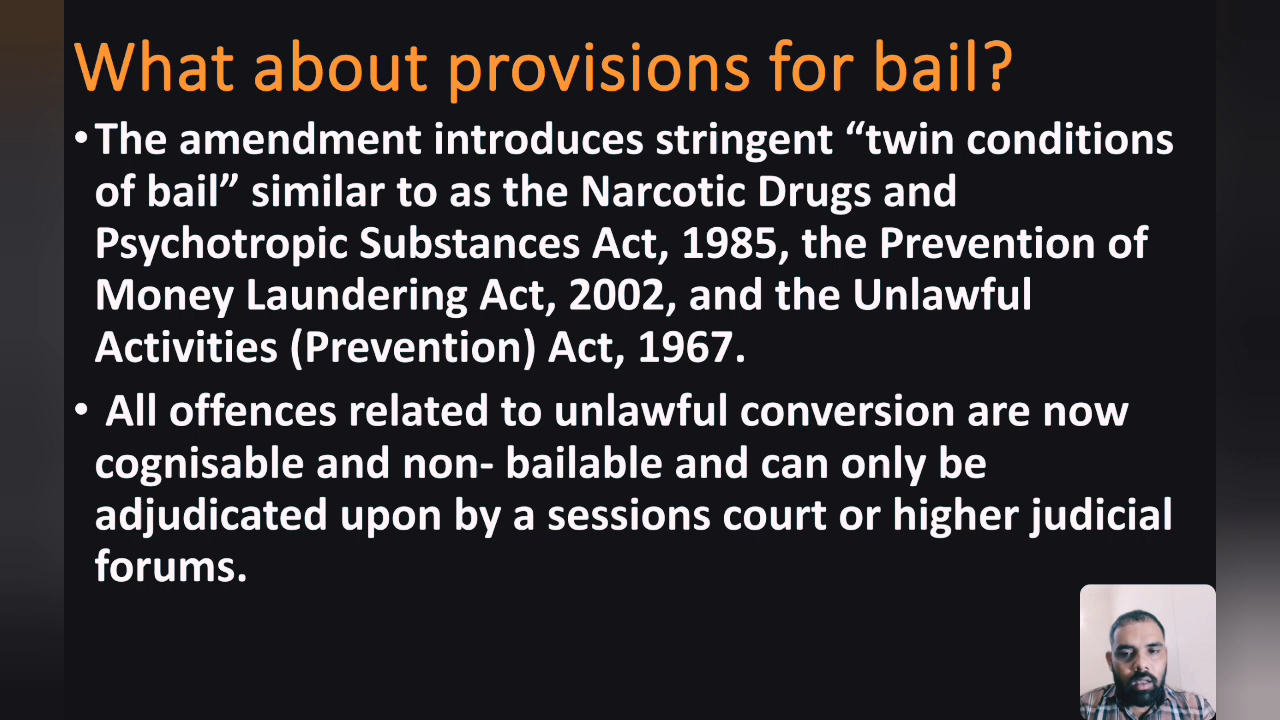 What about provisions for bail?
•The amendment introduces stringent “twin conditions
of bail” similar to as the Narcotic Drugs and
Psychotropic Substances Act, 1985, the Prevention of
Money Laundering Act, 2002, and the Unlawful
Activities (Prevention) Act, 1967.
• All offences related to unlawful conversion are now
cognisable and non- bailable and can only be
adjudicated upon by a sessions court or higher judicial
forums.